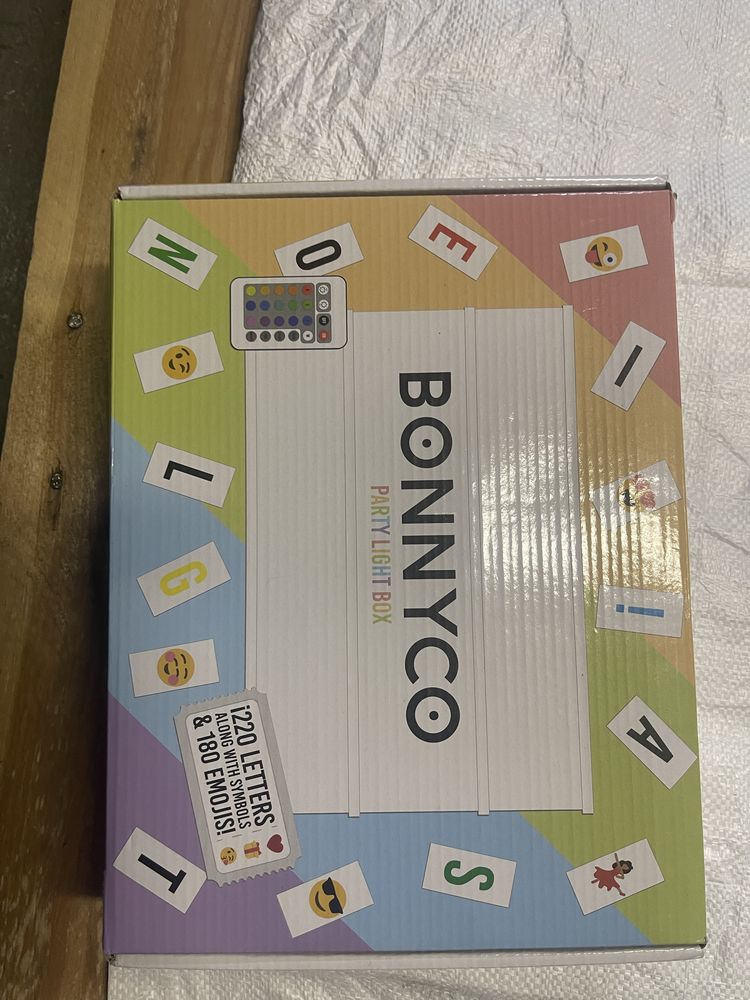 I
i
A
E
BONNYCO
PARTY LIGHT BOX
S
O
¡220 LETTERS
ALONG WITH SYMBOLS
& 180 EMOJIS!
N
L
G
T